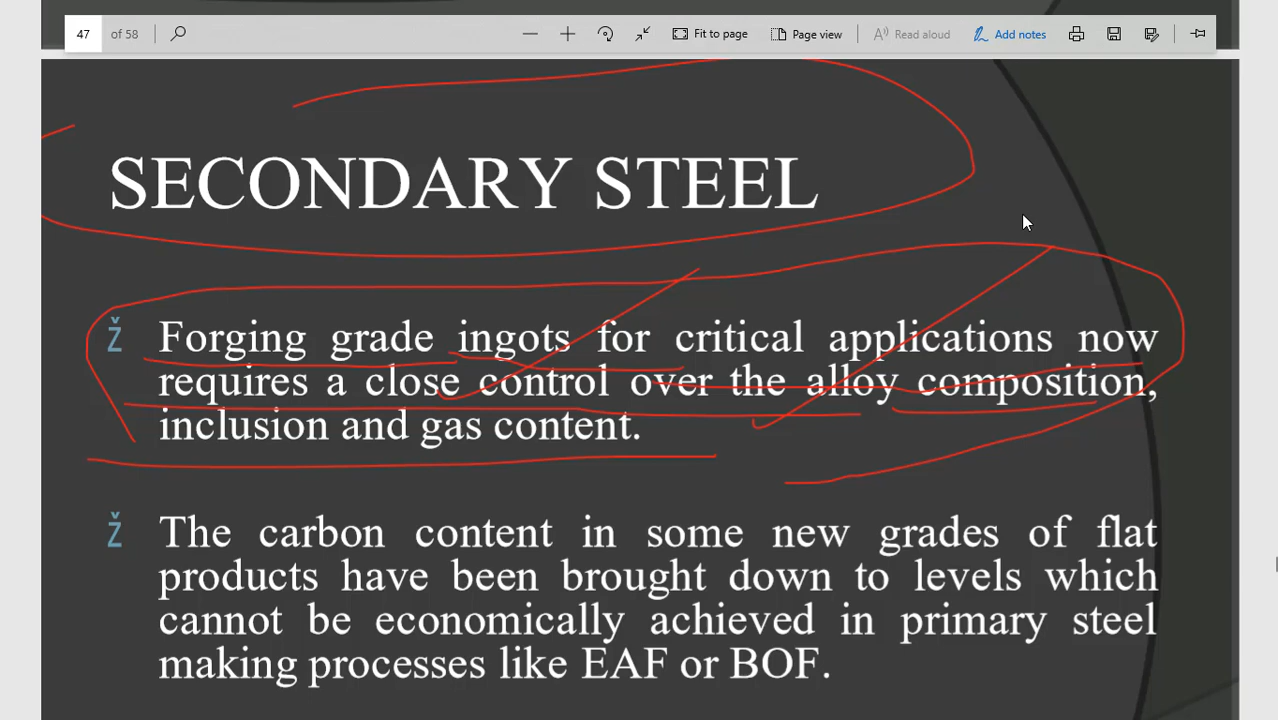 47 of 58 Fit to page Page view Read aloud Add notes
SECONDARY STEEL
Ž Forging grade ingots for critical applications now
requires a close control over the alloy composition,
inclusion and gas content.
Ž The carbon content in some new grades of flat
products have been brought down to levels which
cannot be economically achieved in primary steel
making processes like EAF or BOF.